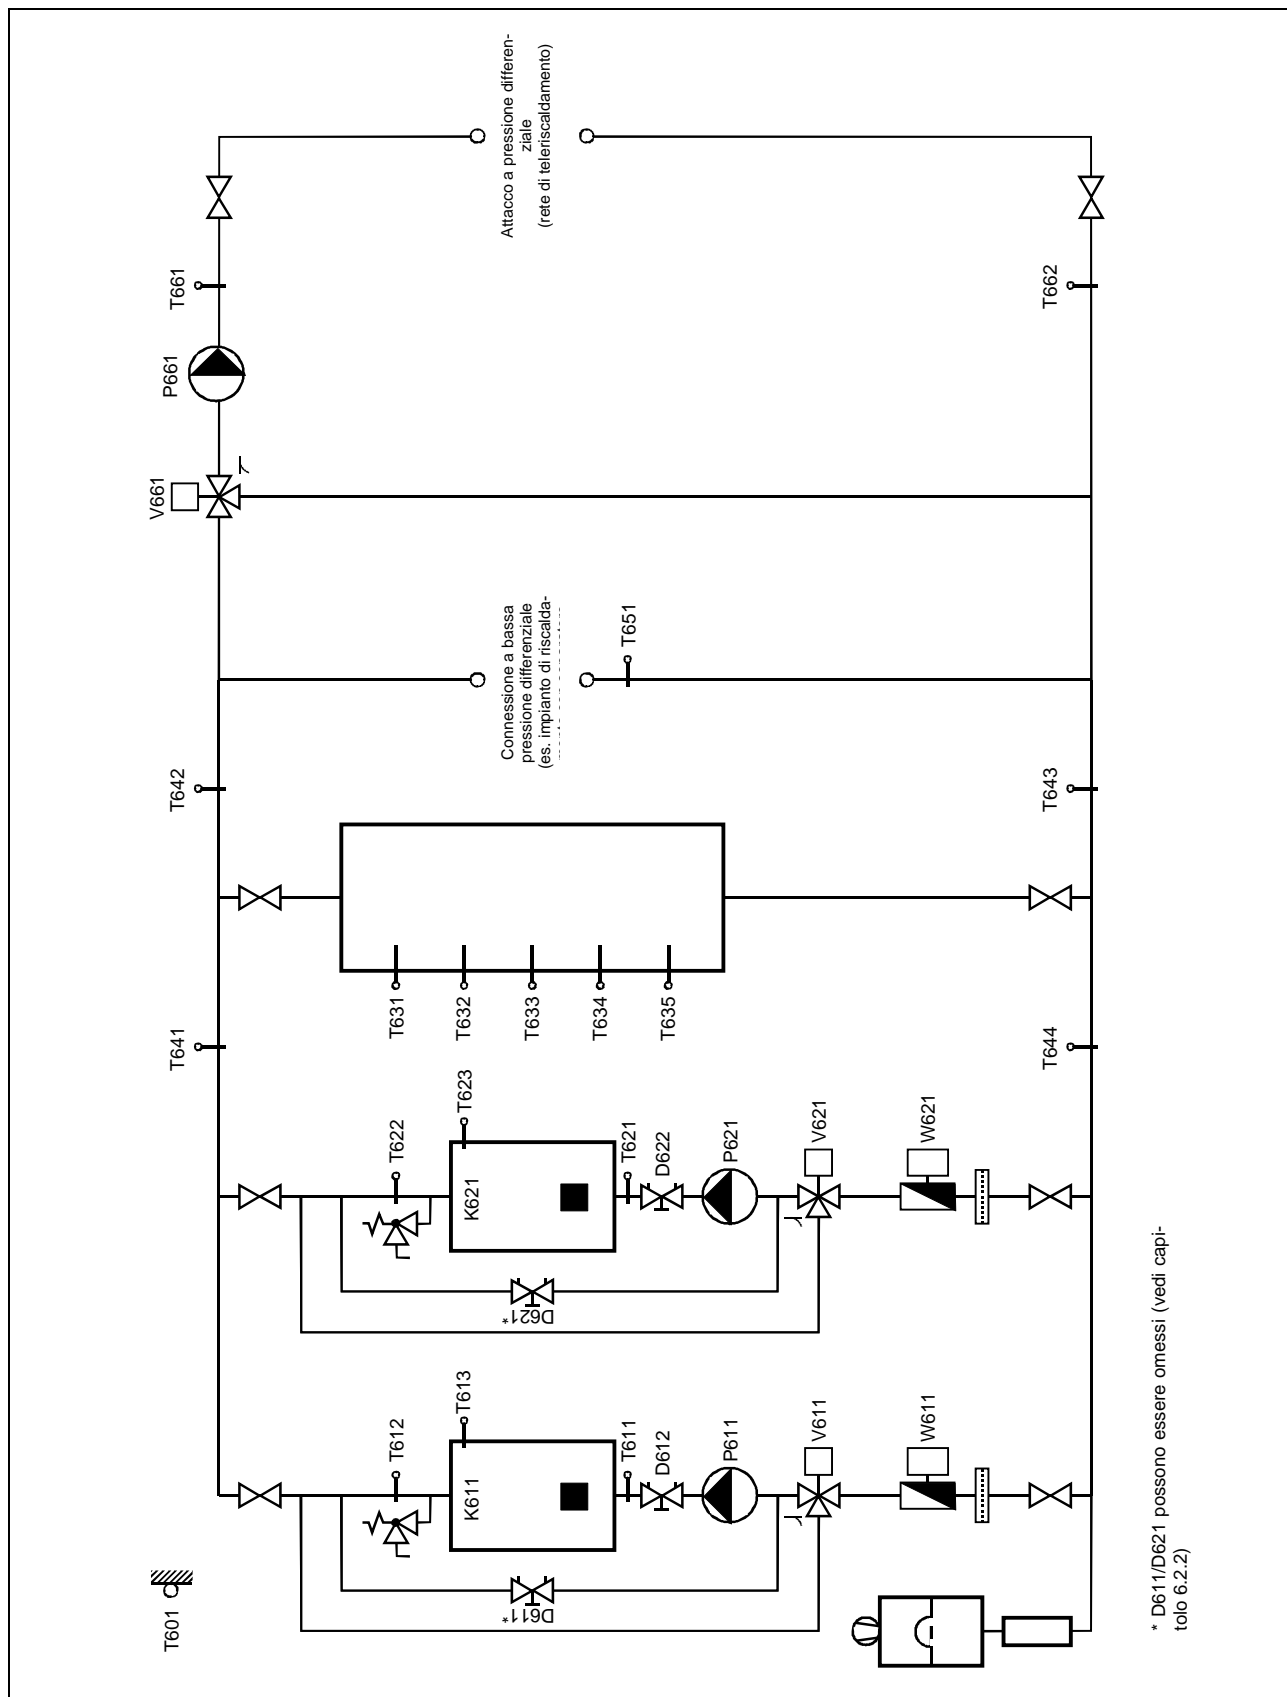 T601
T641
T642
V661
P661
T661
T612
T622
T613
T623
K611
K621
D611*
D621*
T631
T632
T633
T634
T635
Connessione a bassa
pressione differenziale
(es. impianto di riscalda-
Attacco a pressione differen-
ziale
(rete di teleriscaldamento)
T611
T621
T651
D612
D622
P611
P621
V611
V621
W611
W621
T644
T643
T662
* D611/D621 possono essere omessi (vedi capi-
tolo 6.2.2)